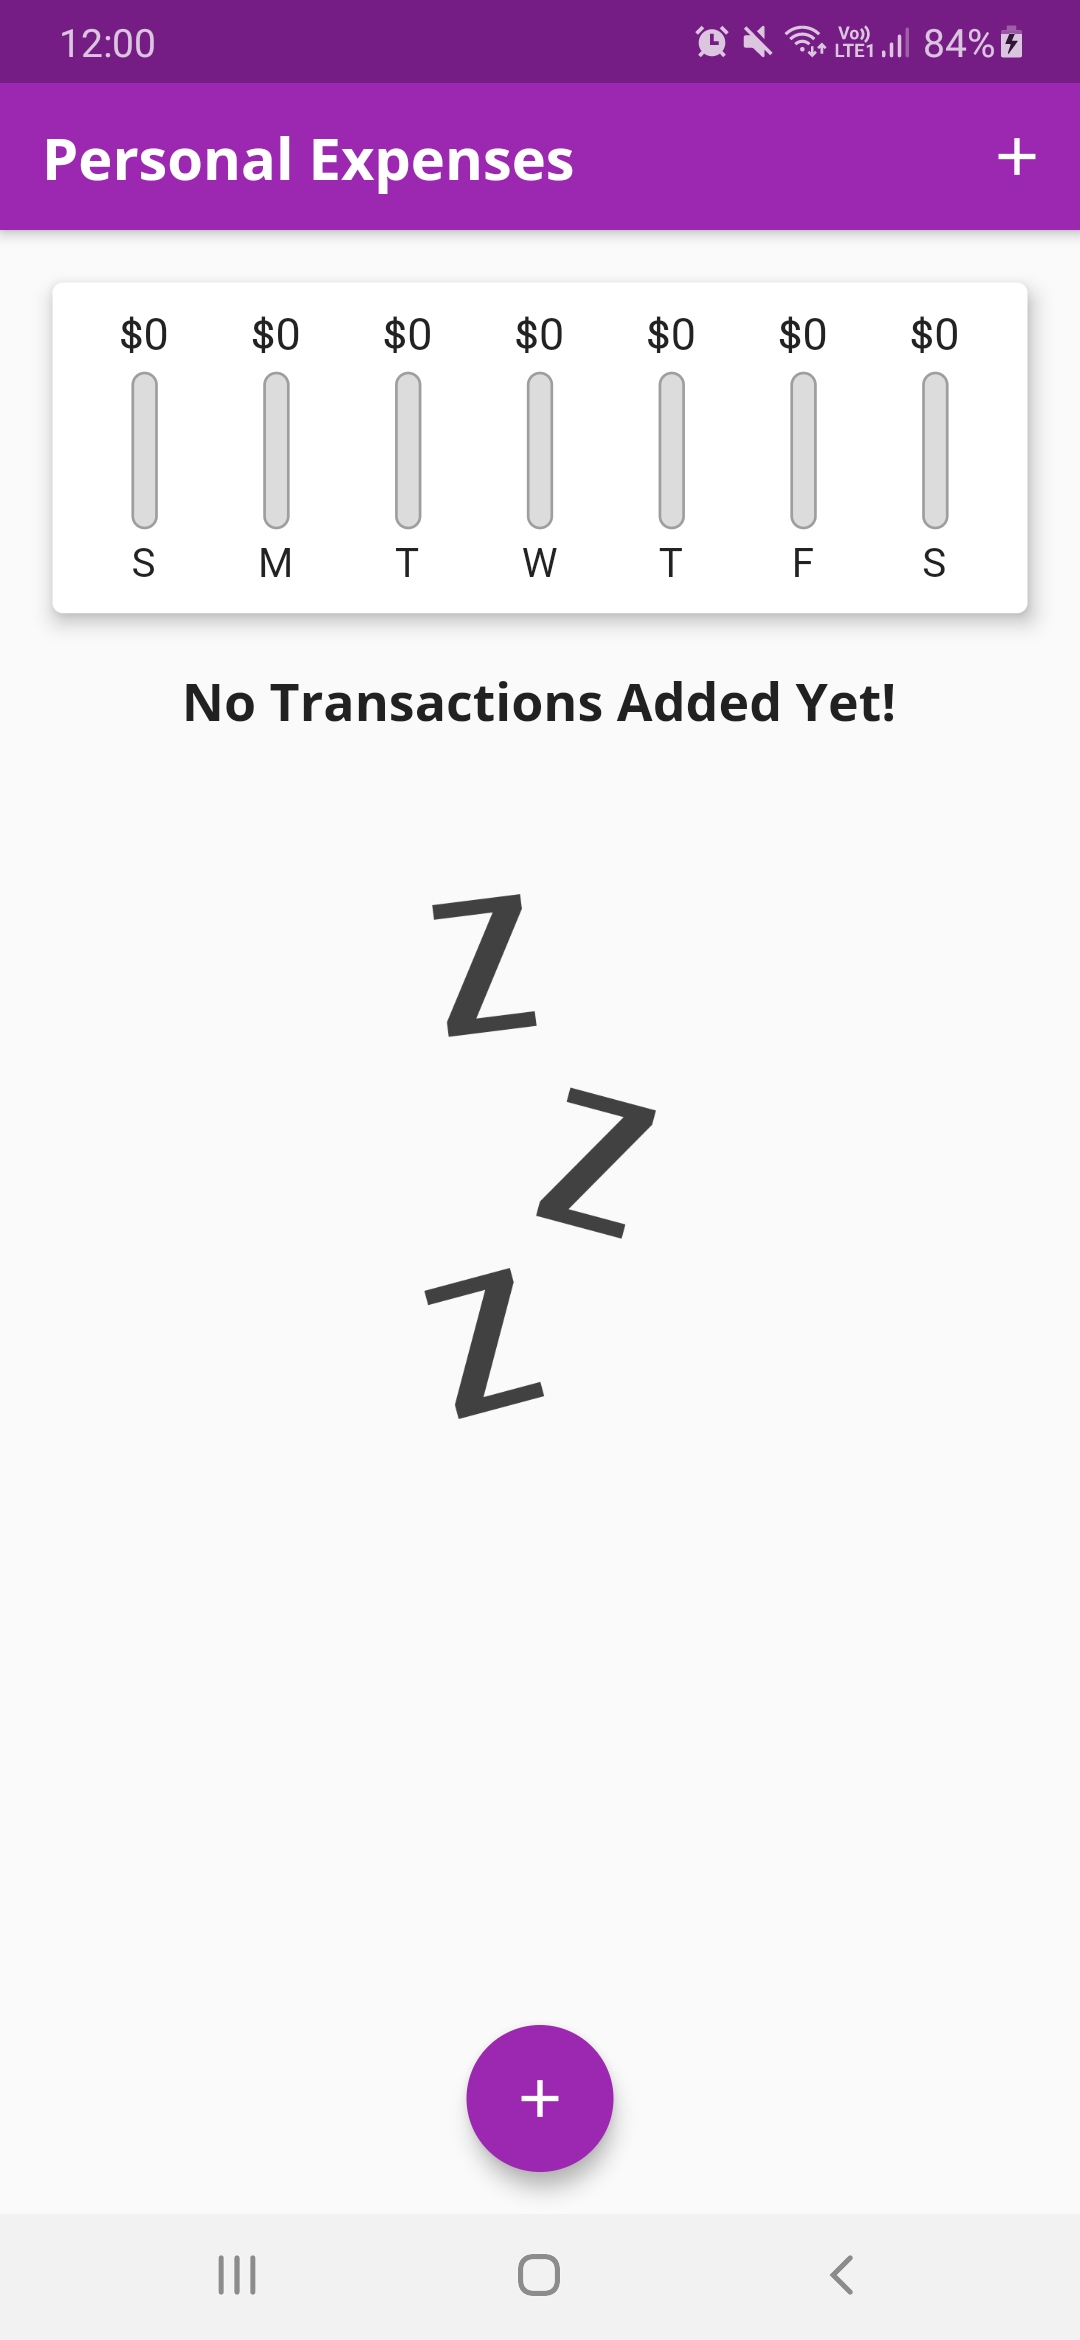 12:00 Vo)) LTE1 84%
Personal Expenses +
$0 $0 $0 $0 $0 $0 $0
S M T W T F S
No Transactions Added Yet!
Z
Z
Z
+